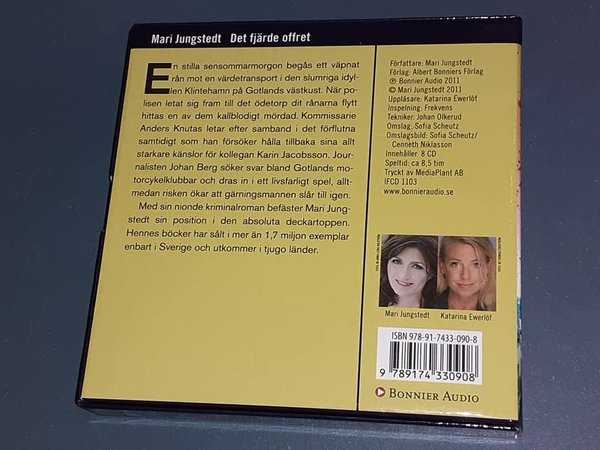 Mari Jungstedt Det fjärde offret
En stilla sensommarmorgon begås ett väpnat
rån mot en värdetransport i den slumriga idyl-
len Klintehamn på Gotlands västkust. När po-
lisen letat sig fram till det ödetorp dit rånarna flytt
hittas en av dem kallblodigt mördad. Kommissarie
Anders Knutas letar efter samband i det förflutna
samtidigt som han försöker hålla tillbaka sina allt
starkare känslor för kollegan Karin Jacobsson. Jour-
nalisten Johan Berg söker svar bland Gotlands mo-
torcykelklubbar och dras in i ett livsfarligt spel, allt-
medan risken ökar att gärningsmannen slår till igen.
Med sin nionde kriminalroman befäster Mari Jung-
stedt sin position i den absoluta deckartoppen.
Hennes böcker har sålt i mer än 1,7 miljon exemplar
enbart i Sverige och utkommer i tjugo länder.
Författare: Mari Jungstedt
Förlag: Albert Bonniers Förlag
Ⓟ Bonnier Audio 2011
© Mari Jungstedt 2011
Uppläsare: Katarina Ewerlöf
Inspelning: Frekvens
Tekniker: Johan Olkerud
Omslag: Sofia Scheutz
Omslagsbild: Sofia Scheutz/
Cenneth Niklasson
Innehåller: 8 CD
Speltid: ca 8,5 tim
Tryckt av MediaPlant AB
IFCD 1103
www.bonnieraudio.se
Mari Jungstedt
Katarina Ewerlöf
ISBN 978-91-7433-090-8
9 789174 330908
BONNIER AUDIO